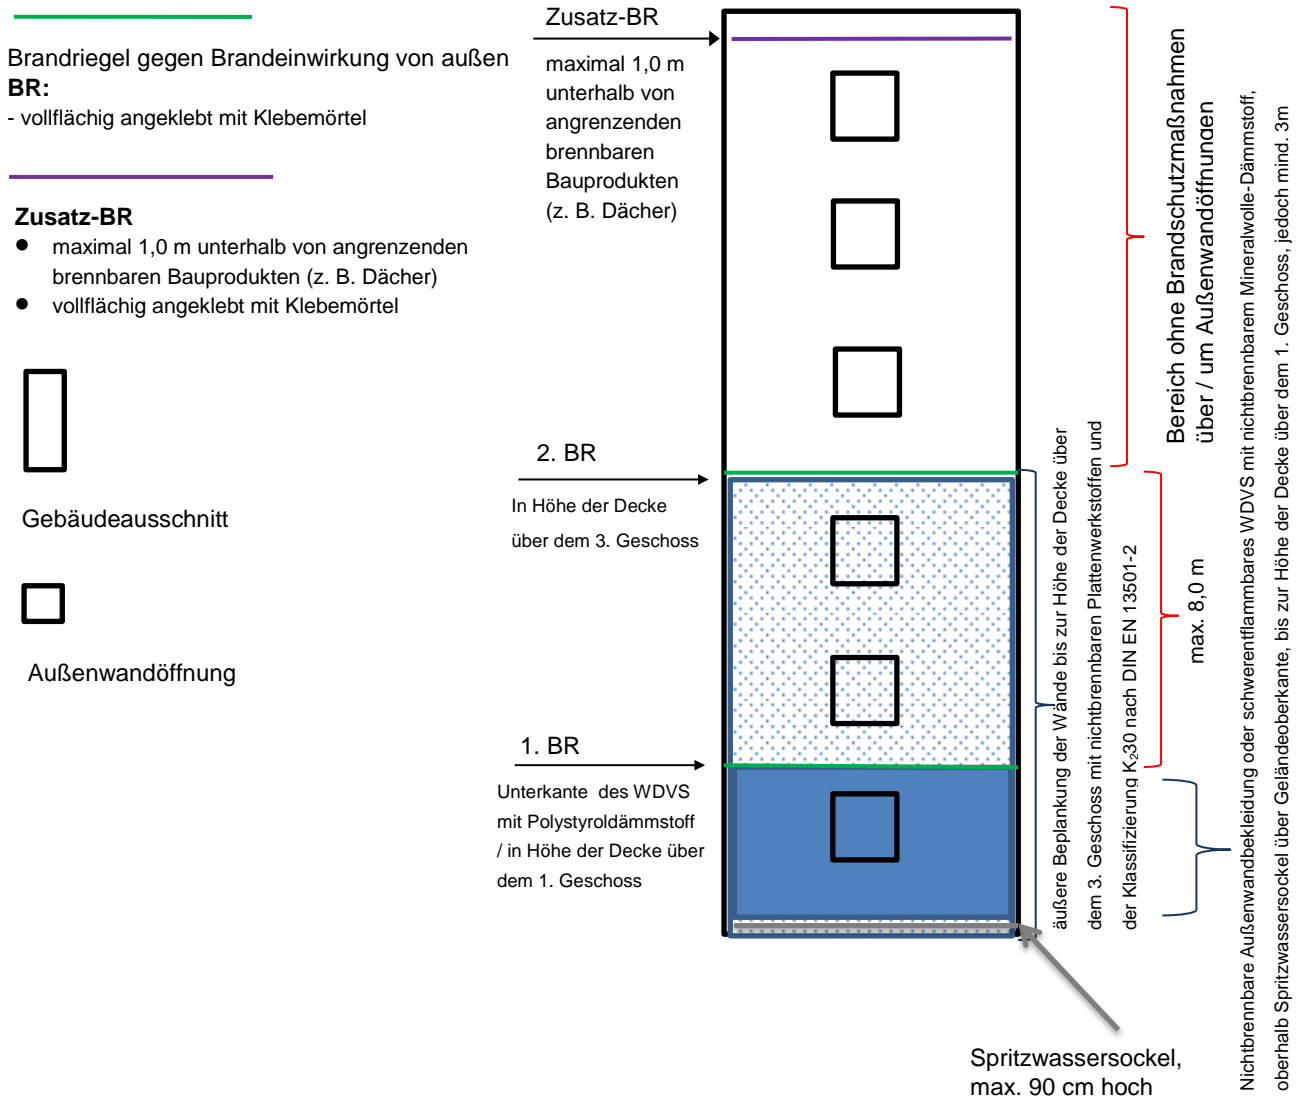 Brandriegel gegen Brandeinwirkung von außen
BR:
- vollflächig angeklebt mit Klebemörtel
Zusatz-BR
● maximal 1,0 m unterhalb von angrenzenden
brennbaren Bauprodukten (z. B. Dächer)
● vollflächig angeklebt mit Klebemörtel
Gebäudeausschnitt
Außenwandöffnung
Zusatz-BR
maximal 1,0 m
unterhalb von
angrenzenden
brennbaren
Bauprodukten
(z. B. Dächer)
2. BR
In Höhe der Decke
über dem 3. Geschoss
1. BR
Unterkante des WDVS
mit Polystyroldämmstoff
/ in Höhe der Decke über
dem 1. Geschoss
äußere Beplankung der Wände bis zur Höhe der Decke über
dem 3. Geschoss mit nichtbrennbaren Plattenwerkstoffen und
der Klassifizierung K₂30 nach DIN EN 13501-2
Bereich ohne Brandschutzmaßnahmen
über / um Außenwandöffnungen
max. 8,0 m
Nichtbrennbare Außenwandbekleidung oder schwerentflammbares WDVS mit nichtbrennbarem Mineralwolle-Dämmstoff,
oberhalb Spritzwassersockel über Geländeoberkante, bis zur Höhe der Decke über dem 1. Geschoss, jedoch mind. 3m
Spritzwassersockel,
max. 90 cm hoch